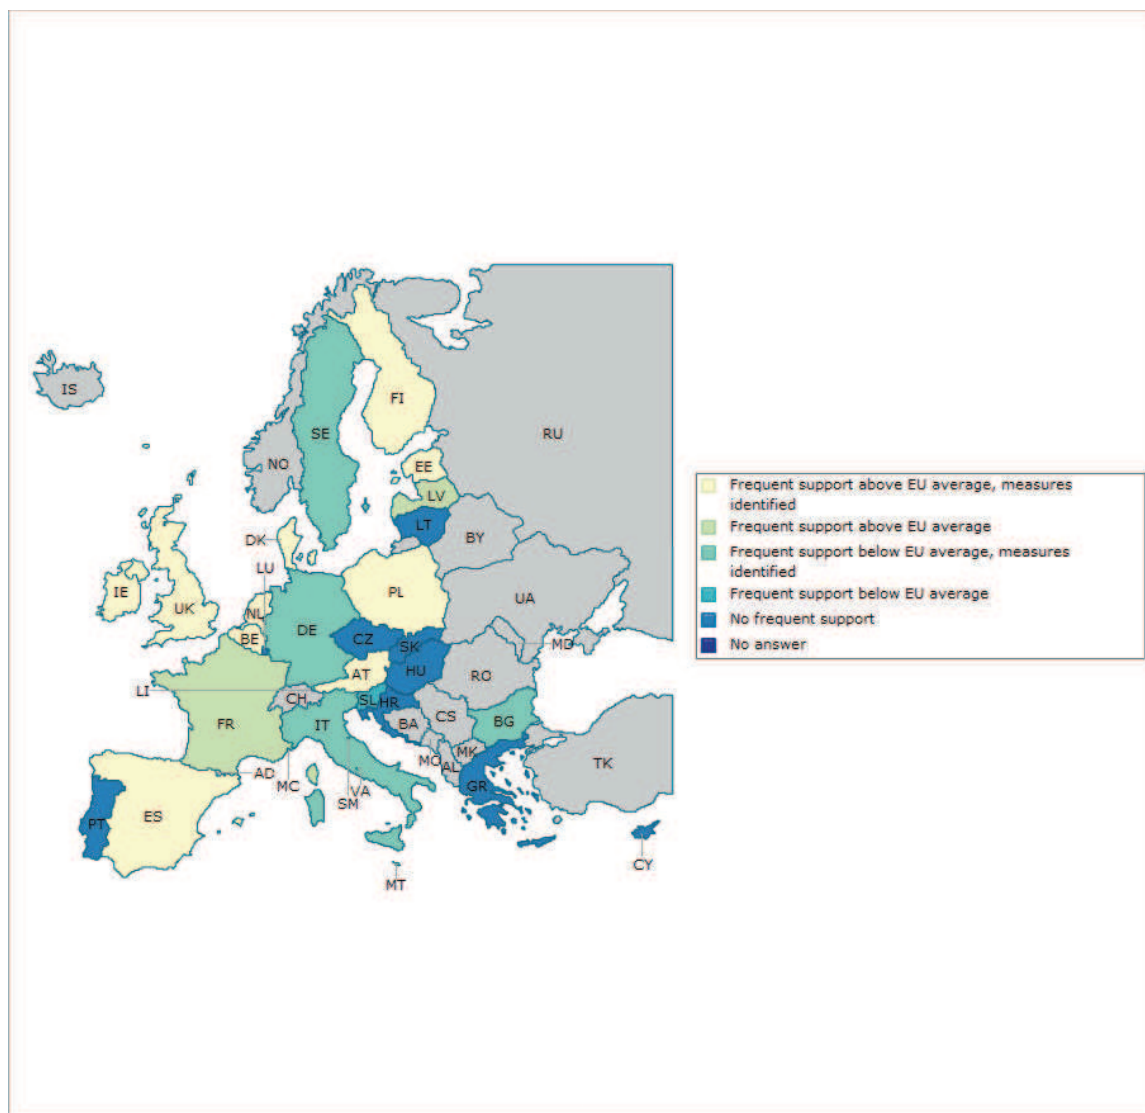 IS
FI
SE
RU
NO
EE
LV
LT
DK
BY
LU
IE
UK
NL
PL
BE
DE
UA
CZ
SK
MD
HU
AT
RO
LI
CH
SL
HR
FR
IT
BA
CS
BG
MK
MO
AL
TK
AD
MC
VA
SM
GR
ES
PT
CY
MT
Frequent support above EU average, measures
identified
Frequent support above EU average
Frequent support below EU average, measures
identified
Frequent support below EU average
No frequent support
No answer